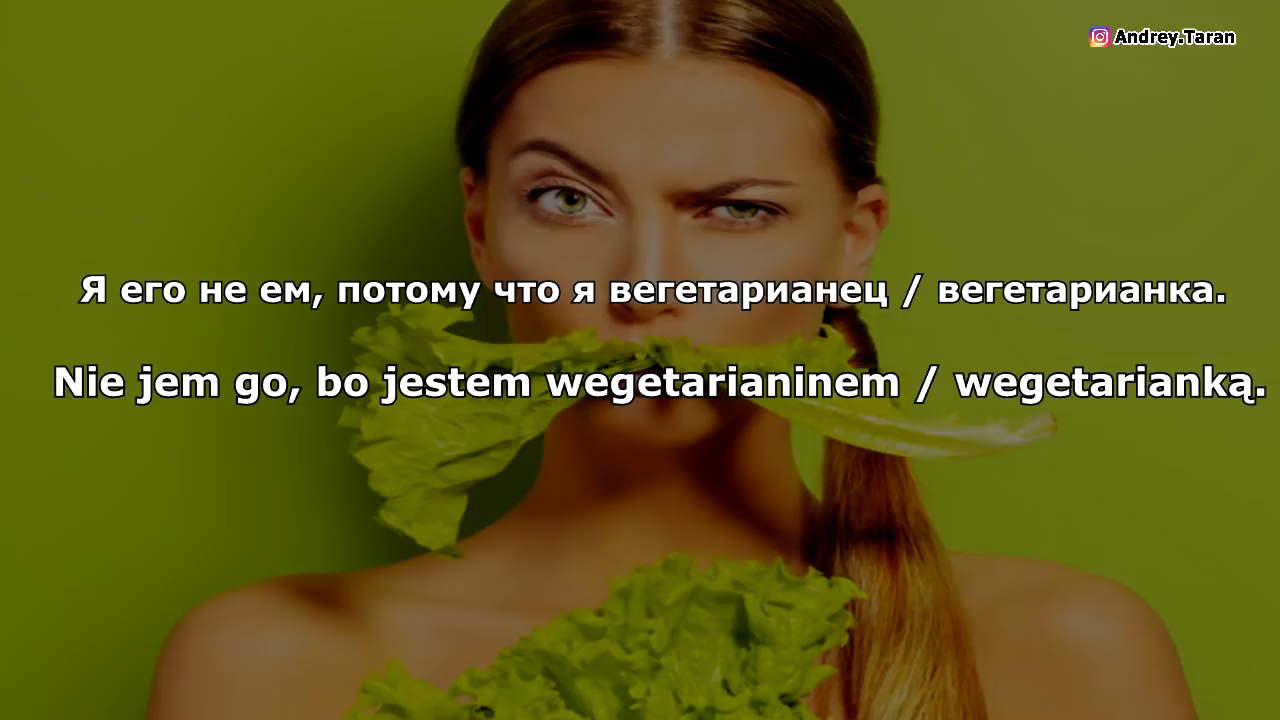 Andrey.Taran
Я его не ем, потому что я вегетарианец / вегетарианка.
Nie jem go, bo jestem wegetarianinem / wegetarianką.